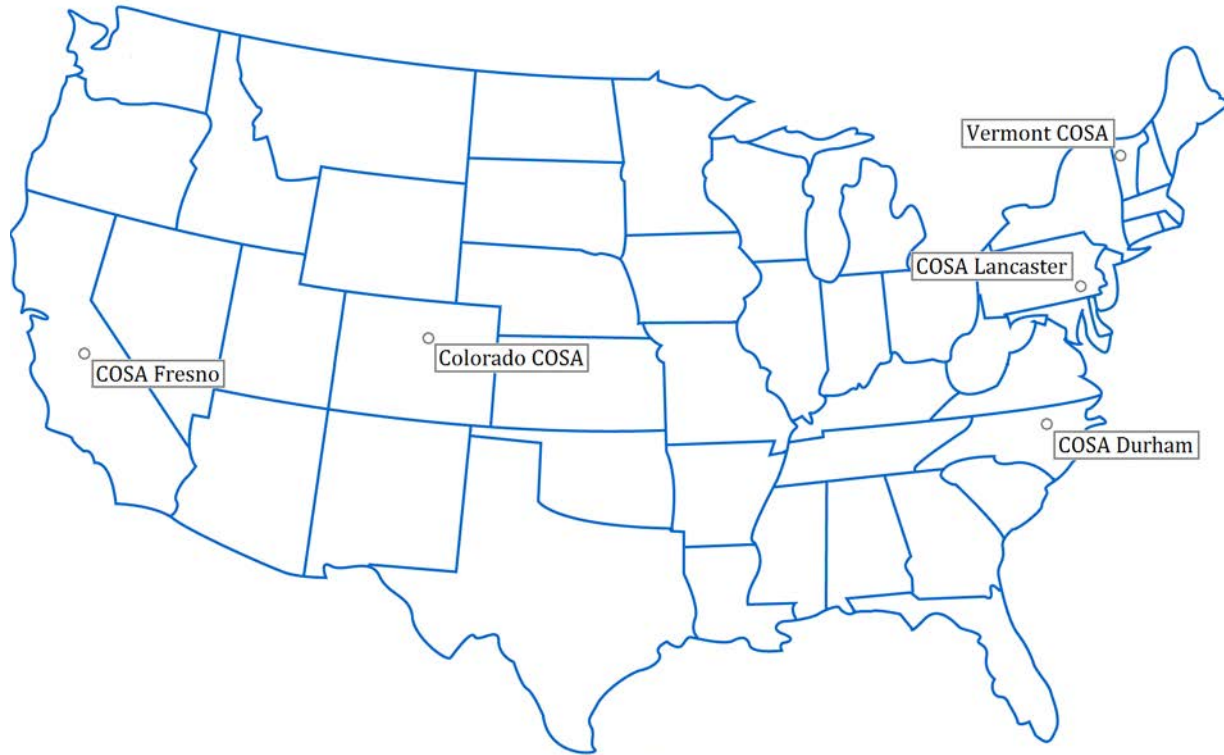 Vermont COSA
COSA Lancaster
Colorado COSA
COSA Fresno
COSA Durham